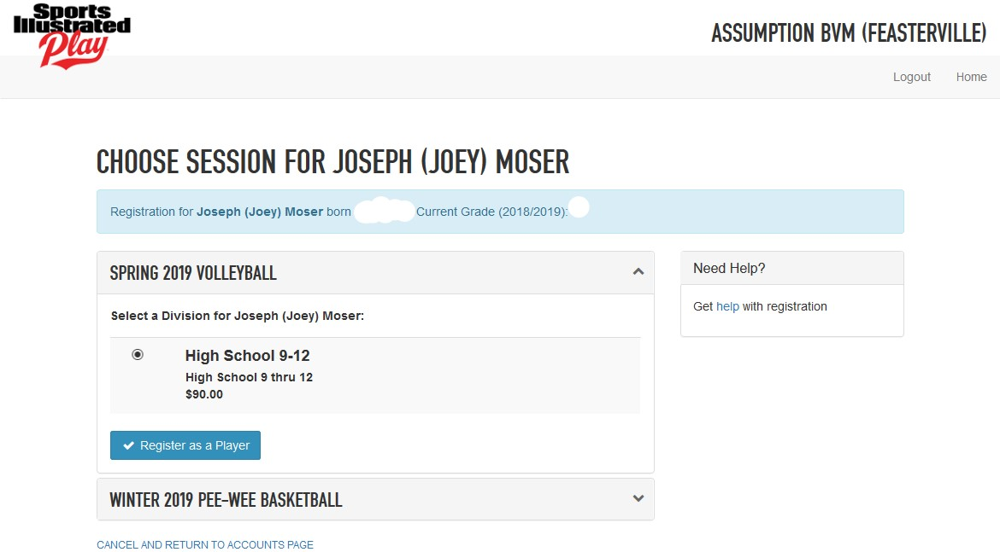 Sports
Illustrated
Play
ASSUMPTION BVM (FEASTERVILLE)
Logout Home
CHOOSE SESSION FOR JOSEPH (JOEY) MOSER
Registration for Joseph (Joey) Moser born Current Grade (2018/2019):
SPRING 2019 VOLLEYBALL
Select a Division for Joseph (Joey) Moser:
High School 9-12
High School 9 thru 12
$90.00
Register as a Player
WINTER 2019 PEE-WEE BASKETBALL
CANCEL AND RETURN TO ACCOUNTS PAGE
Need Help?
Get help with registration